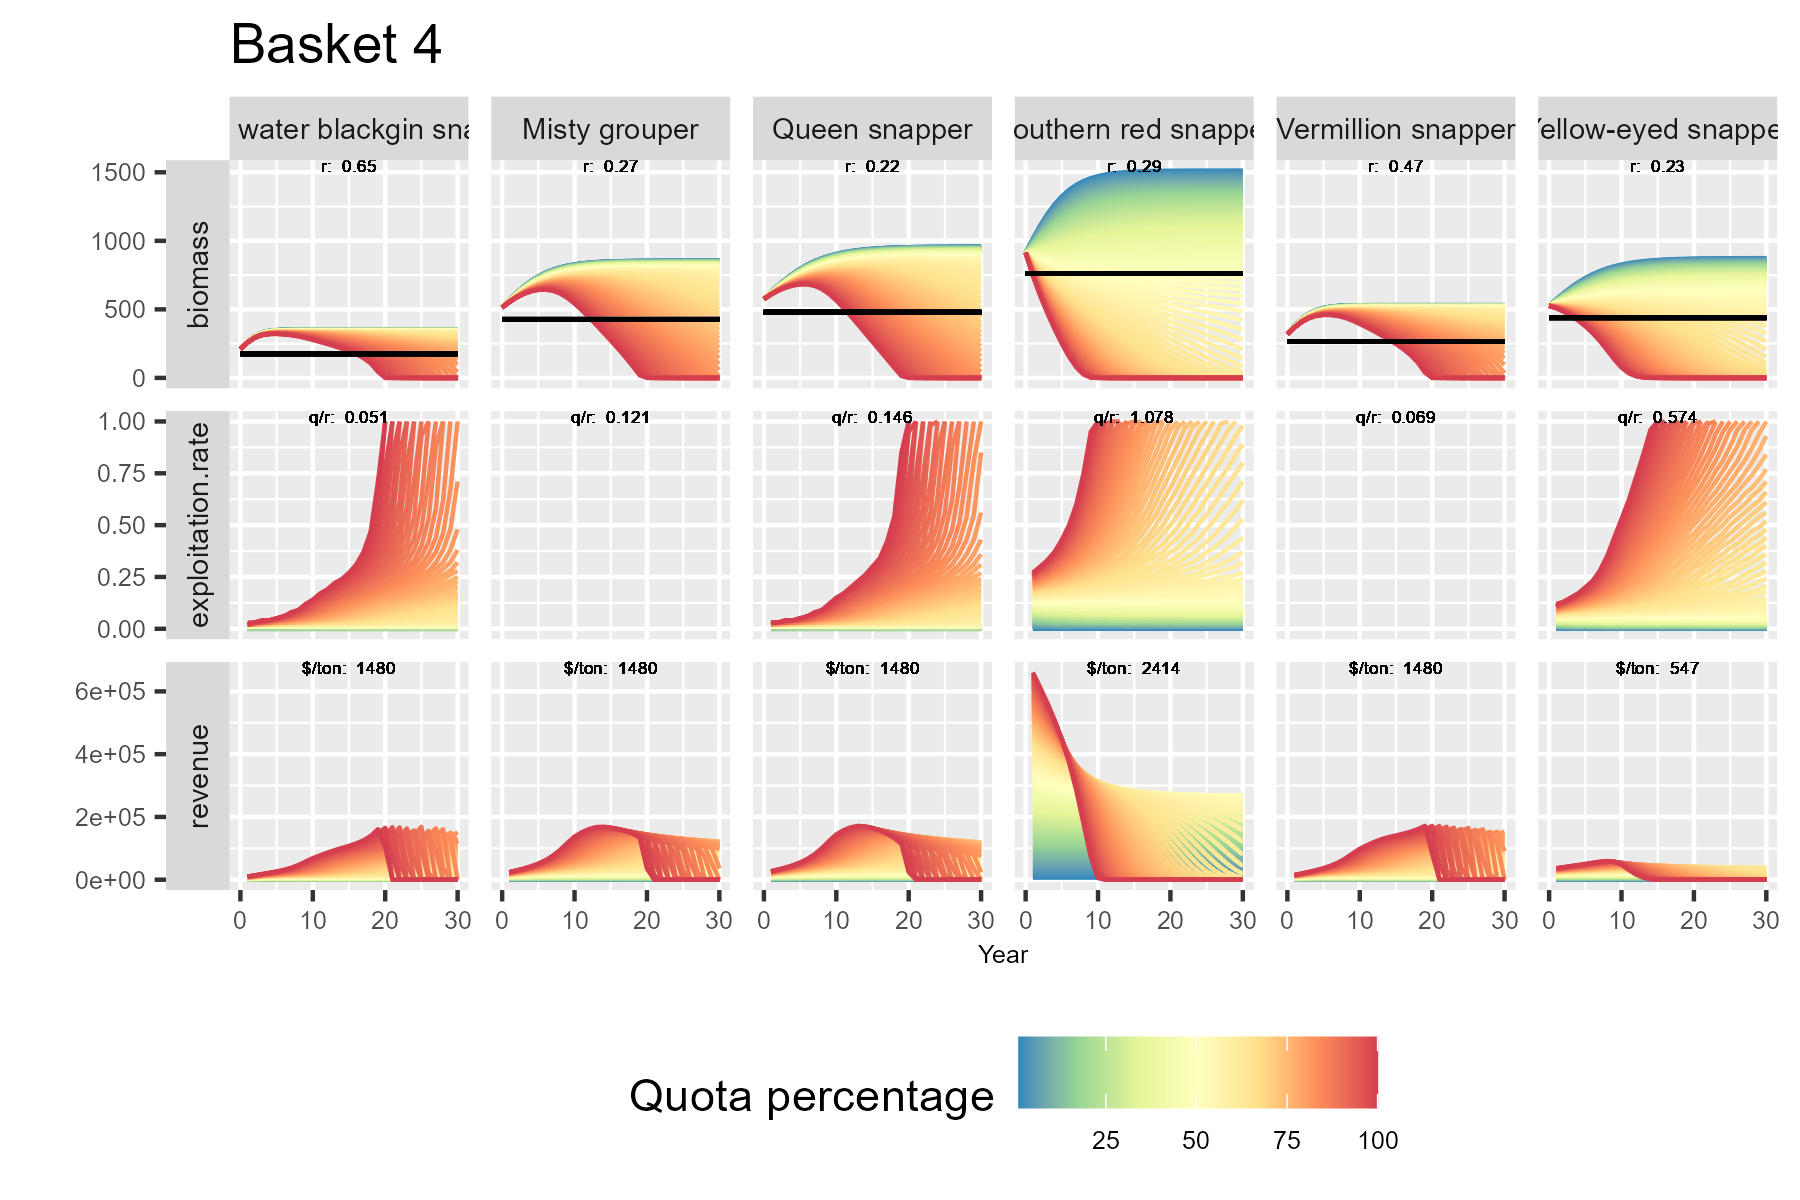 Basket 4
water blackgin sna
Misty grouper
Queen snapper
outhern red snappe
Vermillion snapper
Yellow-eyed snappe
biomass
1500
1000
500
0
r: 0.65
r: 0.27
r: 0.22
r: 0.29
r: 0.47
r: 0.23
exploitation.rate
1.00
0.75
0.50
0.25
0.00
q/r: 0.051
q/r: 0.121
q/r: 0.146
q/r: 1.078
q/r: 0.069
q/r: 0.574
revenue
6e+05
4e+05
2e+05
0e+00
$/ton: 1480
$/ton: 1480
$/ton: 1480
$/ton: 2414
$/ton: 1480
$/ton: 547
0 10 20 30
0 10 20 30
0 10 20 30
0 10 20 30
0 10 20 30
0 10 20 30
Year
Quota percentage
25 50 75 100